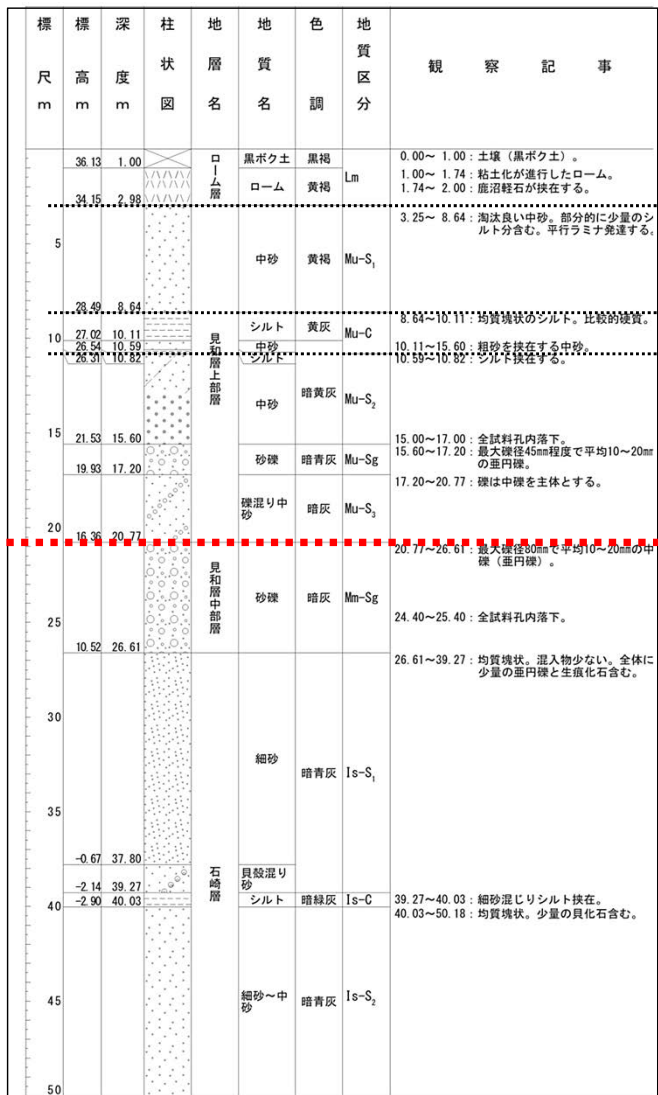 標尺m
標高m
深度m
柱状図
地層名
地質名
色調
地質区分
観察記事
36.13 1.00 黒ボク土 黒褐
0.00~ 1.00：土壌（黒ボク土）。
ローム層
ローム 黄褐 Lm
1.00~ 1.74：粘土化が進行したローム。
1.74~ 2.00：鹿沼軽石が挟在する。
34.15 2.98
3.25~ 8.64：淘汰良い中砂。部分的に少量のシ
ルト分含む。平行ラミナ発達する。
5
中砂 黄褐 Mu-S₁
28.49 8.64
8.64~10.11：均質塊状のシルト。比較的硬質。
シルト 黄灰 Mu-C
10
27.02 10.11
見和層上部層
26.54 10.59 中砂
10.11~15.60：粗砂を挟在する中砂。
26.31 10.82 シルト
10.59~10.82：シルト挟在する。
中砂 暗黄灰 Mu-S₂
15
21.53 15.60
15.00~17.00：全試料孔内落下。
砂礫 暗青灰 Mu-Sg
15.60~17.20：最大礫径45mm程度で平均10~20mm
の亜円礫。
19.93 17.20
17.20~20.77：礫は中礫を主体とする。
礫混り中
砂
暗灰 Mu-S₃
20
16.36 20.77
20.77~26.61：最大礫径80mmで平均10~20mmの中
礫（亜円礫）。
見和層中部層
砂礫 暗灰 Mm-Sg
24.40~25.40：全試料孔内落下。
25
10.52 26.61
26.61~39.27：均質塊状。混入物少ない。全体に
少量の亜円礫と生痕化石含む。
30
細砂 暗青灰 Is-S₁
35
-0.67 37.80
石崎層
貝殻混り
砂
-2.14 39.27
-2.90 40.03 シルト 暗緑灰 Is-C
39.27~40.03：細砂混じりシルト挟在。
40
40.03~50.18：均質塊状。少量の貝化石含む。
45
細砂～中
砂
暗青灰 Is-S₂
50